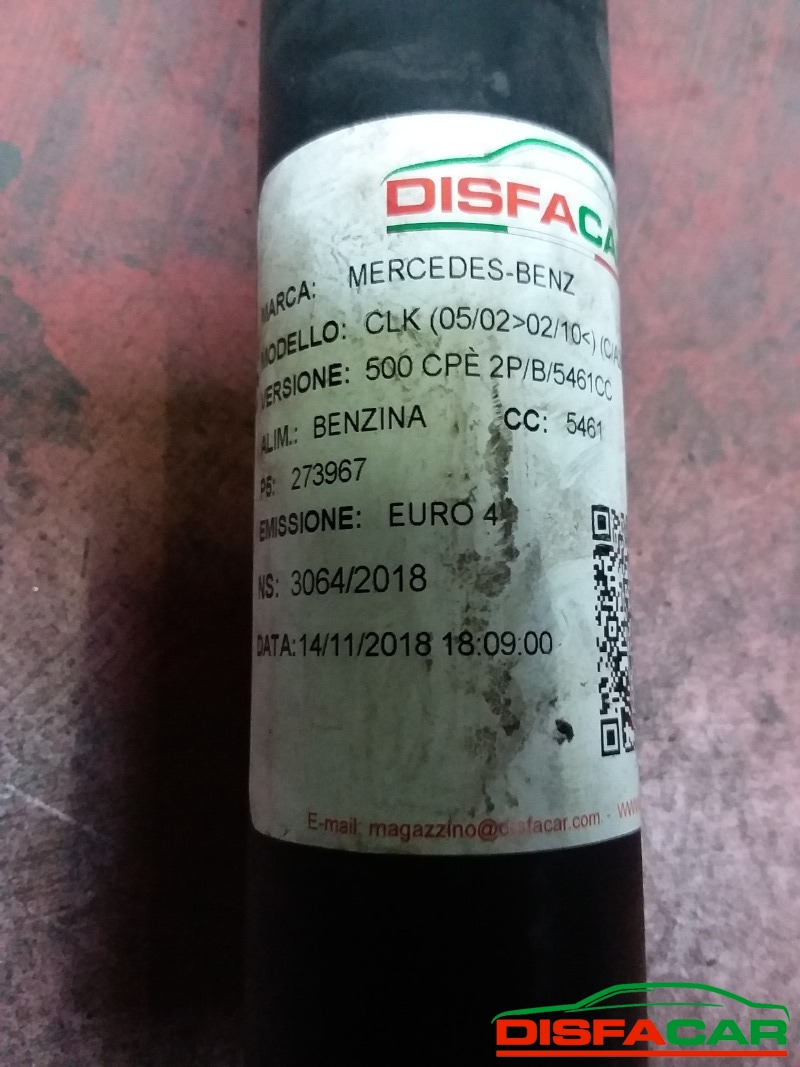 DISFACAR
MARCA: MERCEDES-BENZ
MODELLO: CLK (05/02>02/10<)
VERSIONE: 500 CPÈ 2P/B/5461CC
ALIM.: BENZINA CC: 5461
P5: 273967
EMISSIONE: EURO 4
NS: 3064/2018
DATA:14/11/2018 18:09:00
E-mail: magazzino@disfacar.com -
DISFACAR